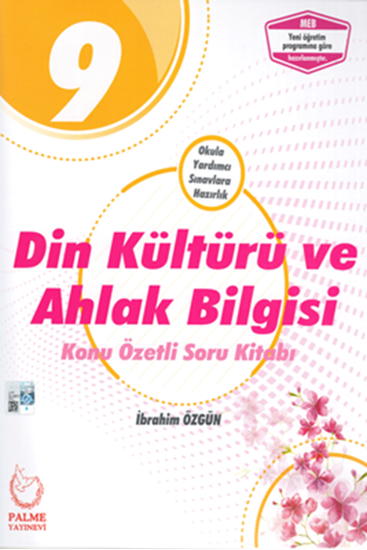 9
MEB
Yeni öğretim
programına göre
hazırlanmıştır.
Okula
Yardımcı
Sınavlara
Hazırlık
Din Kültürü ve
Ahlak Bilgisi
Konu Özetli Soru Kitabı
İbrahim ÖZGÜN
PALME
YAYINEVİ